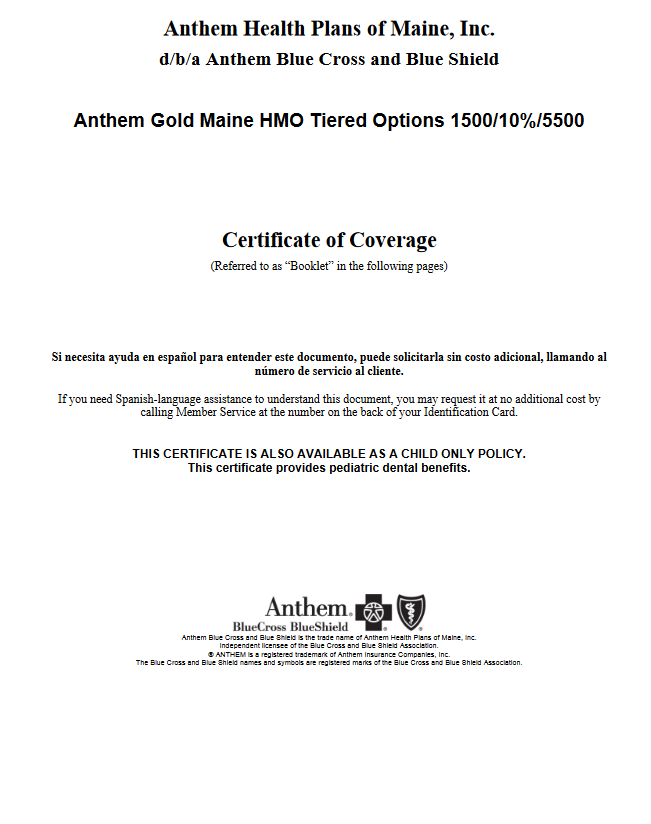 Anthem Health Plans of Maine, Inc.
d/b/a Anthem Blue Cross and Blue Shield
Anthem Gold Maine HMO Tiered Options 1500/10%/5500
Certificate of Coverage
(Referred to as “Booklet” in the following pages)
Si necesita ayuda en español para entender este documento, puede solicitarla sin costo adicional, llamando al
número de servicio al cliente.
If you need Spanish-language assistance to understand this document, you may request it at no additional cost by
calling Member Service at the number on the back of your Identification Card.
THIS CERTIFICATE IS ALSO AVAILABLE AS A CHILD ONLY POLICY.
This certificate provides pediatric dental benefits.
Anthem®
BlueCross BlueShield ® ®
Anthem Blue Cross and Blue Shield is the trade name of Anthem Health Plans of Maine, Inc.
Independent licensee of the Blue Cross and Blue Shield Association.
® ANTHEM is a registered trademark of Anthem Insurance Companies, Inc.
The Blue Cross and Blue Shield names and symbols are registered marks of the Blue Cross and Blue Shield Association.